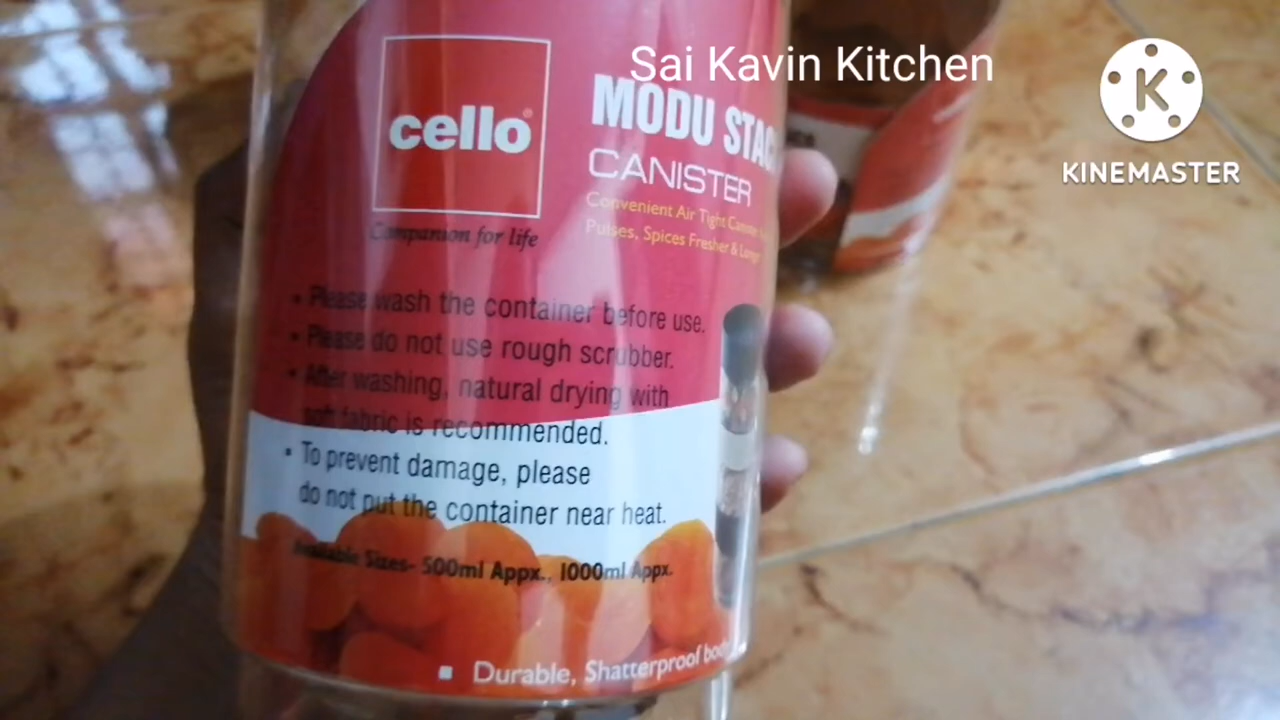 Sai Kavin Kitchen
KINEMASTER
cello
Companion for life
MODU STAC
CANISTER
Convenient Air Tight
Pulses, Spices Fresher &
• Please wash the container before use.
• Please do not use rough scrubber.
• After washing, natural drying with
soft fabric is recommended.
• To prevent damage, please
do not put the container near heat.
Available Sizes- 500ml Appx., 1000ml Appx.
▪ Durable, Shatterproof body